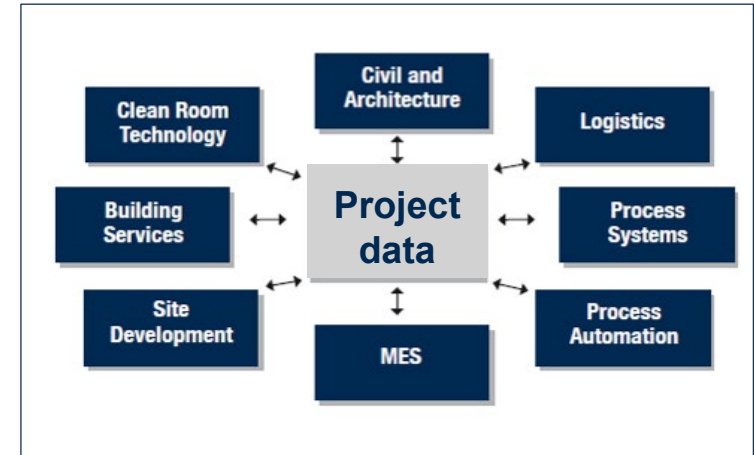 Civil and
Architecture
Clean Room
Technology
Logistics
Project
data
Building
Services
Process
Systems
Site
Development
Process
Automation
MES